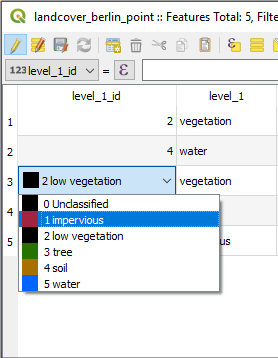 landcover_berlin_point :: Features Total: 5, Filte
123 level_1_id = ε
level_1_id level_1
1 2 vegetation
2 4 water
3 2 low vegetation vegetation
0 Unclassified
4 1 impervious
2 low vegetation
5 3 tree us
4 soil
5 water